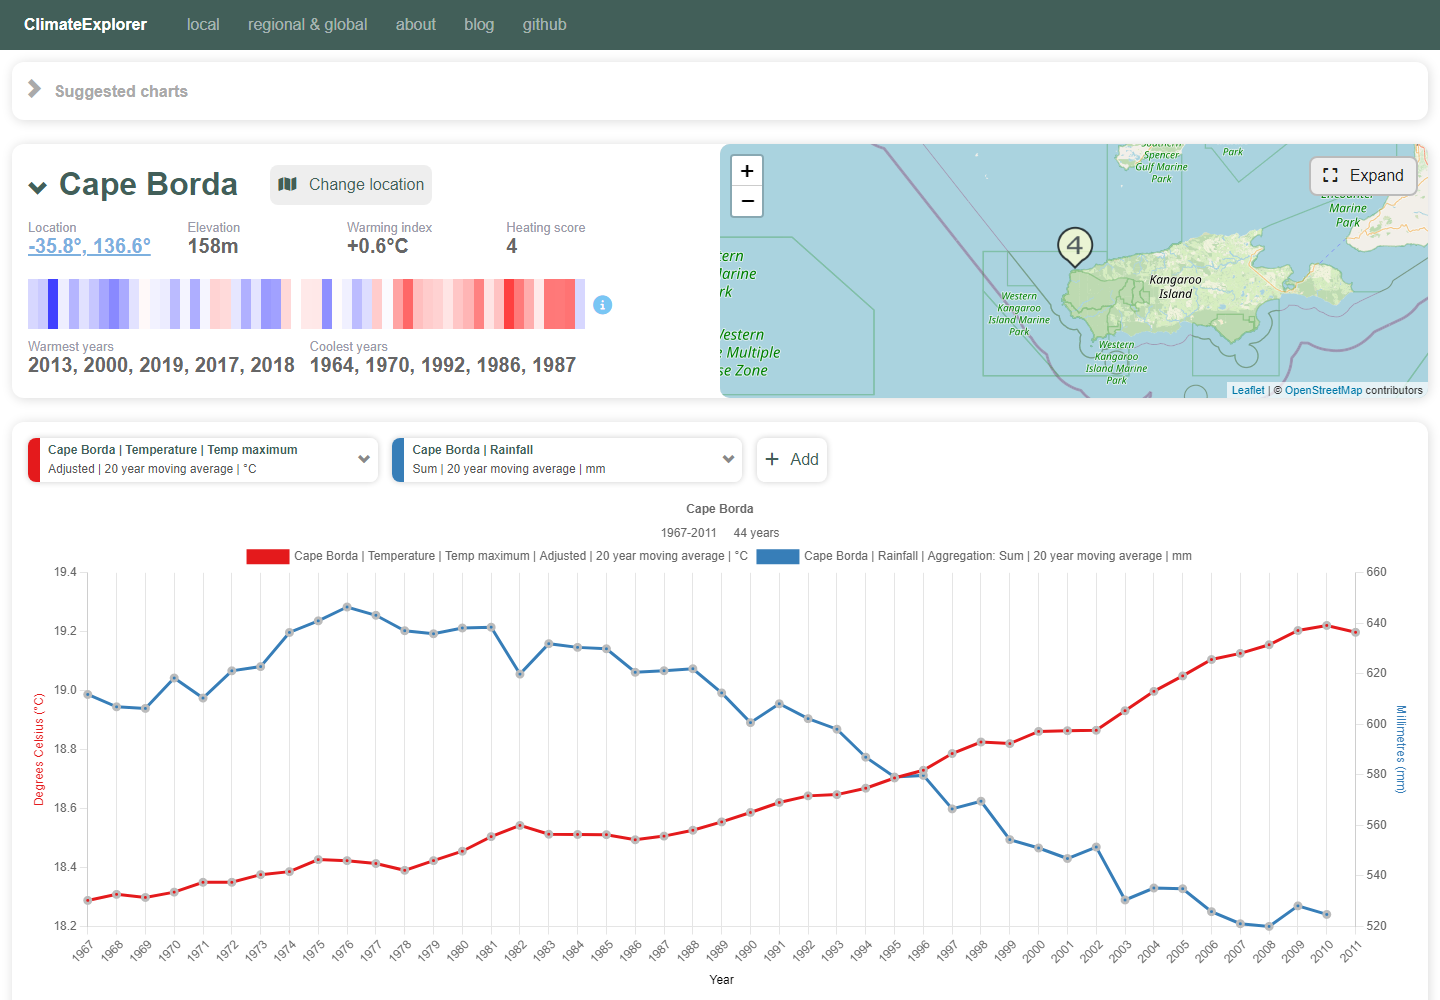 ClimateExplorer local regional & global about blog github
Suggested charts
Cape Borda Change location
Location Elevation Warming index Heating score
-35.8°, 136.6° 158m +0.6°C 4
Warmest years Coolest years
2013, 2000, 2019, 2017, 2018 1964, 1970, 1992, 1986, 1987
+
−
Spencer
Gulf Marine
Park
Park
Expand
Marine
Park
4
Kangaroo
Island
Western
Kangaroo
Island Marine
Park
Western
Kangaroo
Island Marine
Park
Multiple
Zone
Leaflet | © OpenStreetMap contributors
Cape Borda | Temperature | Temp maximum
Adjusted | 20 year moving average | °C
Cape Borda | Rainfall
Sum | 20 year moving average | mm
+ Add
Cape Borda
1967-2011 44 years
Cape Borda | Temperature | Temp maximum | Adjusted | 20 year moving average | °C Cape Borda | Rainfall | Aggregation: Sum | 20 year moving average | mm
19.4
19.2
19.0
18.8
18.6
18.4
18.2
Degrees Celsius (°C)
660
640
620
600
580
560
540
520
Millimetres (mm)
1967 1968 1969 1970 1971 1972 1973 1974 1975 1976 1977 1978 1979 1980 1981 1982 1983 1984 1985 1986 1987 1988 1989 1990 1991 1992 1993 1994 1995 1996 1997 1998 1999 2000 2001 2002 2003 2004 2005 2006 2007 2008 2009 2010 2011
Year